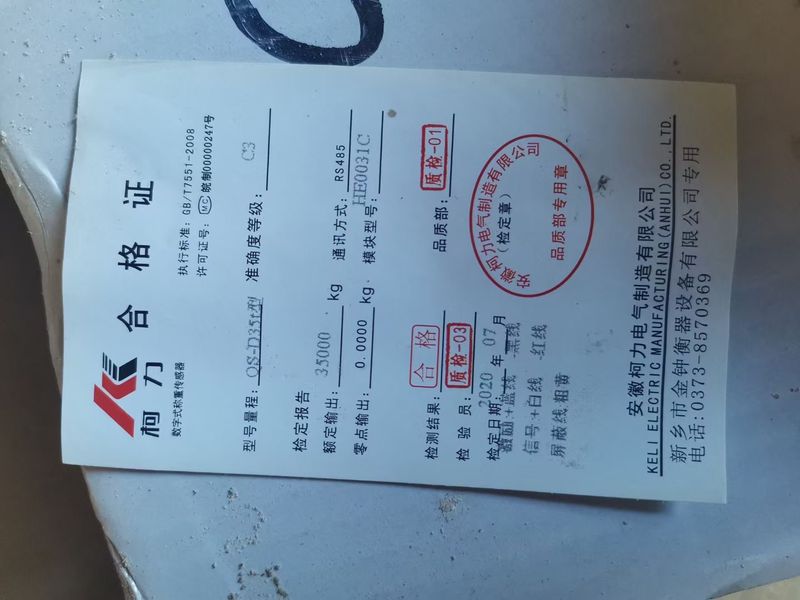 柯力
数字式称重传感器
合格证
执行标准: GB/T7551-2008
许可证号: MC 皖制00000247号
型号量程: QS-D35t型 准确度等级: C3
检定报告
额定输出: 35000 kg 通讯方式: RS485
零点输出: 0.0000 kg. 模块型号: HE0031C
检测结果: 合格 品质部: 质检-01
检验员: 质检-03
检定日期 2020 年 07 月
激励+蓝线 -黑线
信号+白线 -红线
屏蔽线粗黄
安徽柯力电气制造有限公司
(检定章)
品质部专用章
安徽柯力电气制造有限公司
KELI ELECTRIC MANUFACTURING(ANHUI)CO.,LTD.
新乡市金钟衡器设备有限公司专用
电话:0373-8570369